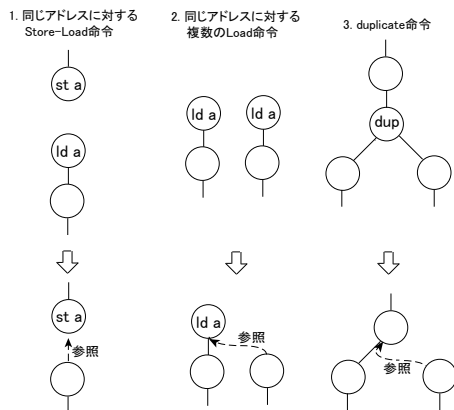 1. 同じアドレスに対する
Store-Load命令
2. 同じアドレスに対する
複数のLoad命令
3. duplicate命令
st a
ld a
ld a
ld a
dup
st a
参照
ld a
参照
参照